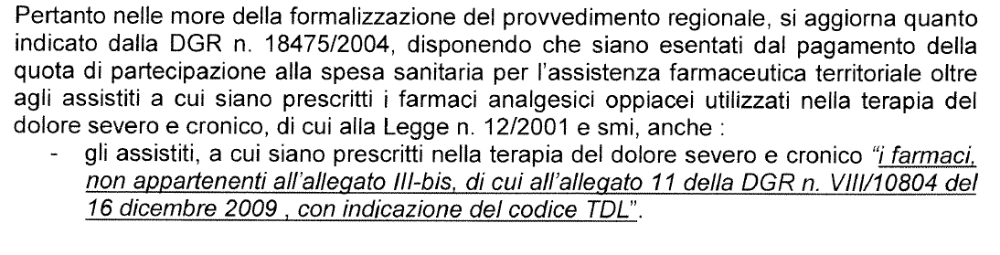 Pertanto nelle more della formalizzazione del provvedimento regionale, si aggiorna quanto
indicato dalla DGR n. 18475/2004, disponendo che siano esentati dal pagamento della
quota di partecipazione alla spesa sanitaria per l'assistenza farmaceutica territoriale oltre
agli assistiti a cui siano prescritti i farmaci analgesici oppiacei utilizzati nella terapia del
dolore severo e cronico, di cui alla Legge n. 12/2001 e smi, anche :
- gli assistiti, a cui siano prescritti nella terapia del dolore severo e cronico "i farmaci,
non appartenenti all'allegato III-bis, di cui all'allegato 11 della DGR n. VIII/10804 del
16 dicembre 2009 , con indicazione del codice TDL".